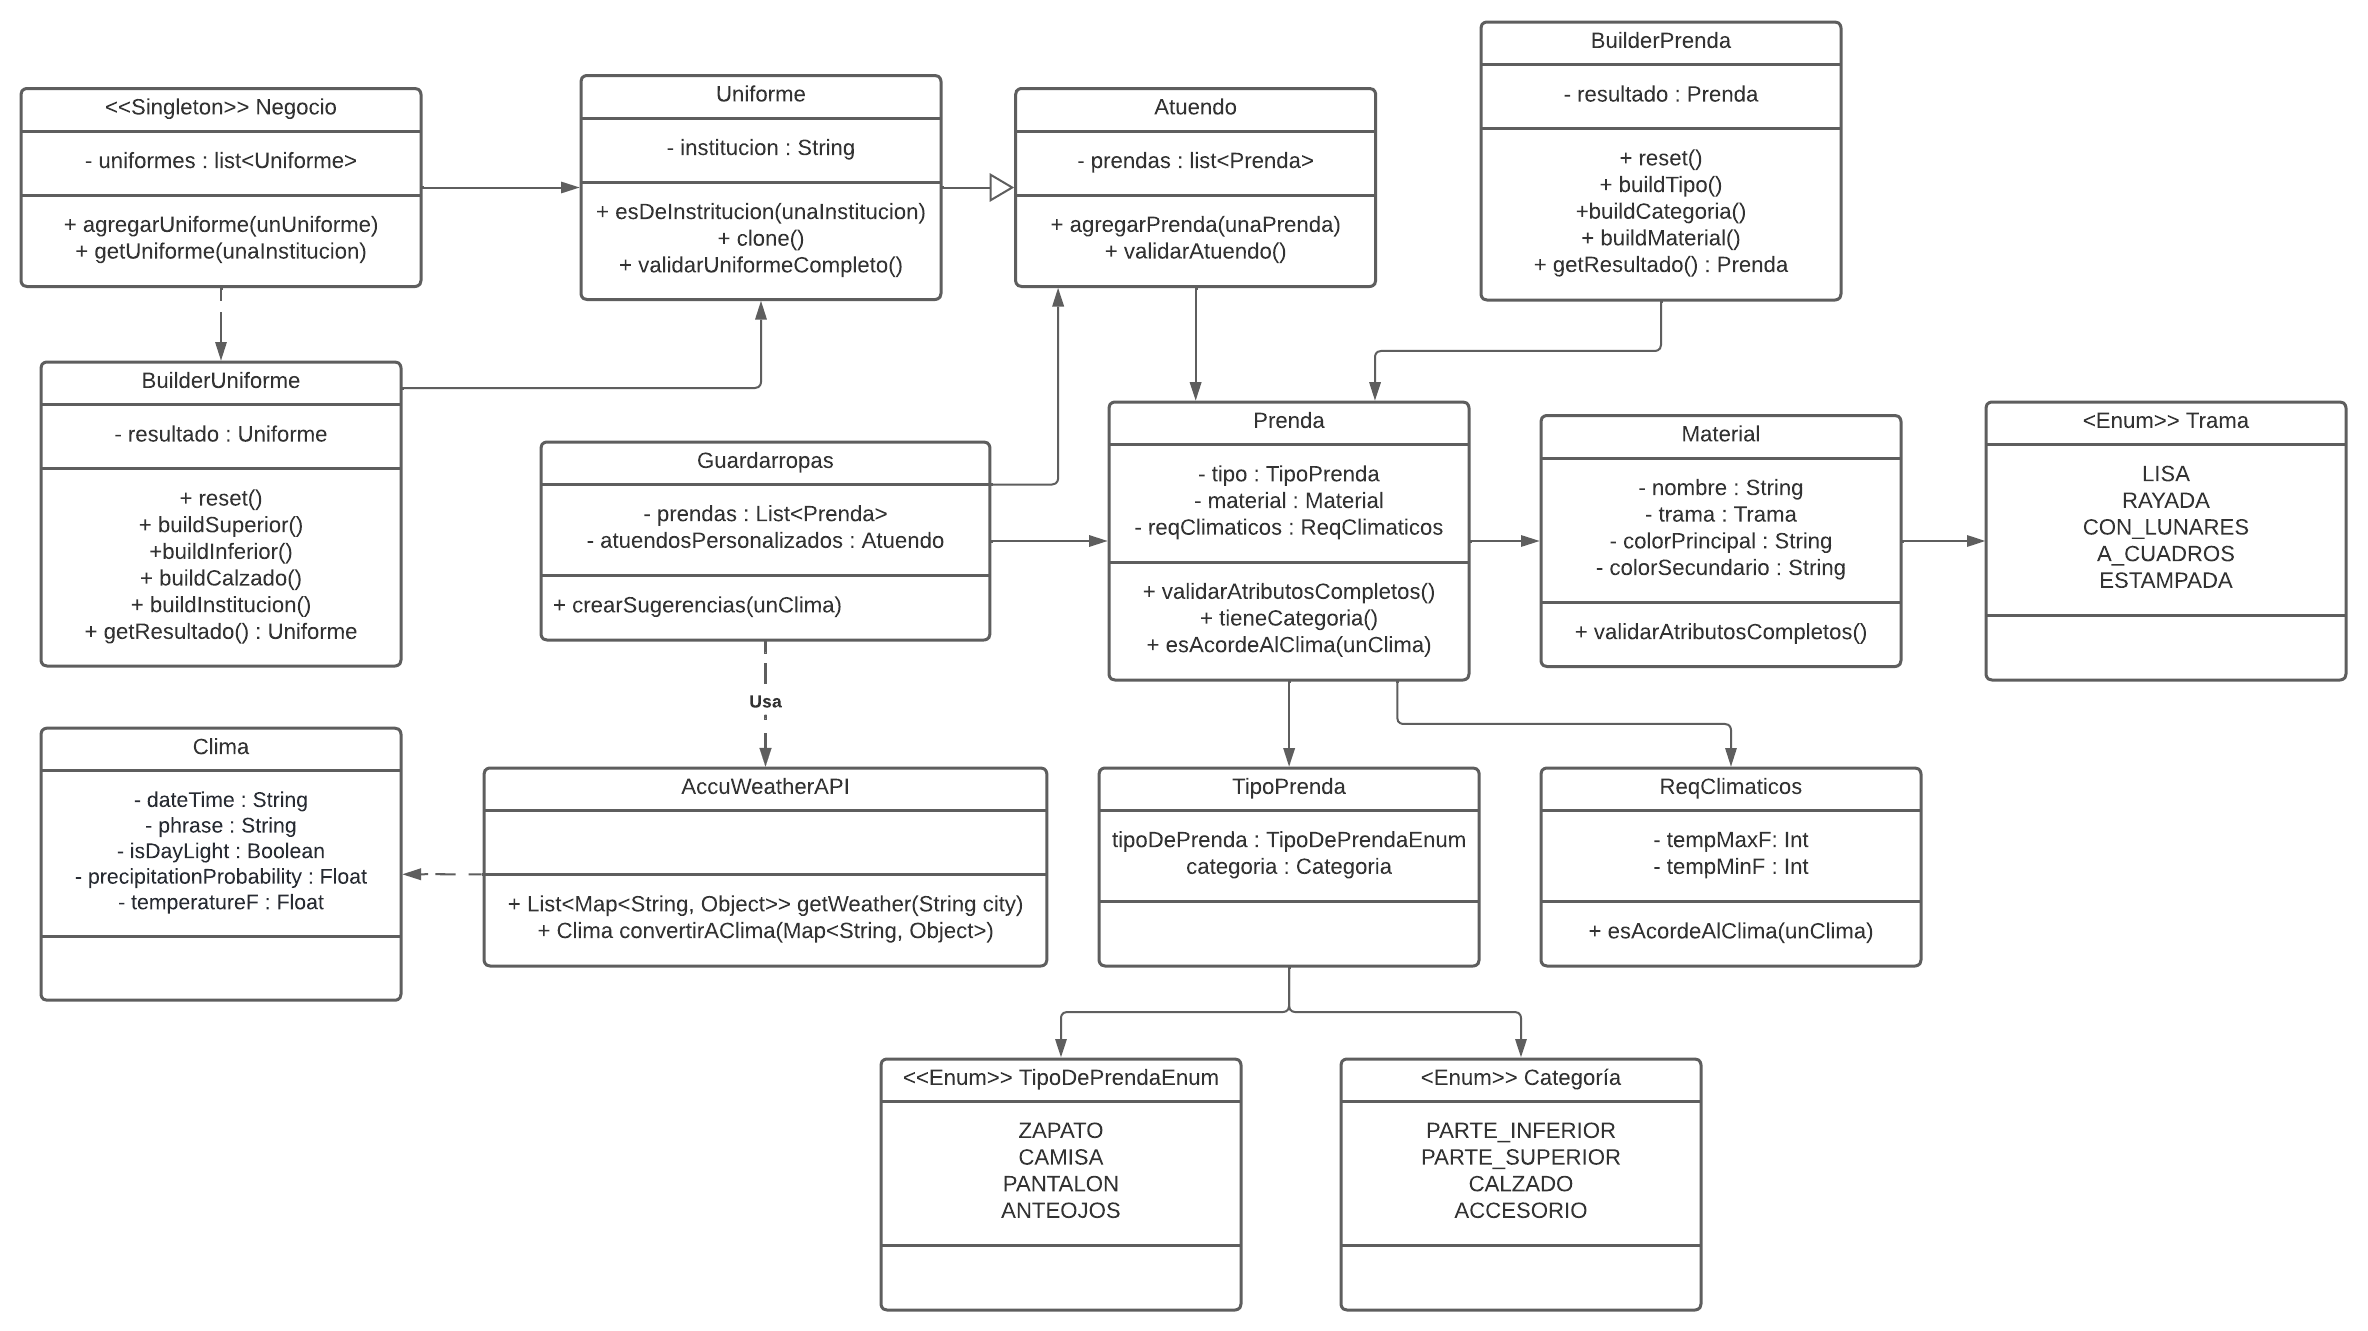 <<Singleton>> Negocio
- uniformes : list<Uniforme>
+ agregarUniforme(unUniforme)
+ getUniforme(unaInstitucion)
Uniforme
- institucion : String
+ esDeInstritucion(unaInstitucion)
+ clone()
+ validarUniformeCompleto()
Atuendo
- prendas : list<Prenda>
+ agregarPrenda(unaPrenda)
+ validarAtuendo()
BuilderPrenda
- resultado : Prenda
+ reset()
+ buildTipo()
+buildCategoria()
+ buildMaterial()
+ getResultado() : Prenda
BuilderUniforme
- resultado : Uniforme
+ reset()
+ buildSuperior()
+buildInferior()
+ buildCalzado()
+ buildInstitucion()
+ getResultado() : Uniforme
Guardarropas
- prendas : List<Prenda>
- atuendosPersonalizados : Atuendo
+ crearSugerencias(unClima)
Prenda
- tipo : TipoPrenda
- material : Material
- reqClimaticos : ReqClimaticos
+ validarAtributosCompletos()
+ tieneCategoria()
+ esAcordeAlClima(unClima)
Material
- nombre : String
- trama : Trama
- colorPrincipal : String
- colorSecundario : String
+ validarAtributosCompletos()
<Enum>> Trama
LISA
RAYADA
CON_LUNARES
A_CUADROS
ESTAMPADA
Usa
Clima
- dateTime : String
- phrase : String
- isDayLight : Boolean
- precipitationProbability : Float
- temperatureF : Float
AccuWeatherAPI
+ List<Map<String, Object>> getWeather(String city)
+ Clima convertirAClima(Map<String, Object>)
TipoPrenda
tipoDePrenda : TipoDePrendaEnum
categoria : Categoria
ReqClimaticos
- tempMaxF: Int
- tempMinF : Int
+ esAcordeAlClima(unClima)
<<Enum>> TipoDePrendaEnum
ZAPATO
CAMISA
PANTALON
ANTEOJOS
<Enum>> Categoría
PARTE_INFERIOR
PARTE_SUPERIOR
CALZADO
ACCESORIO